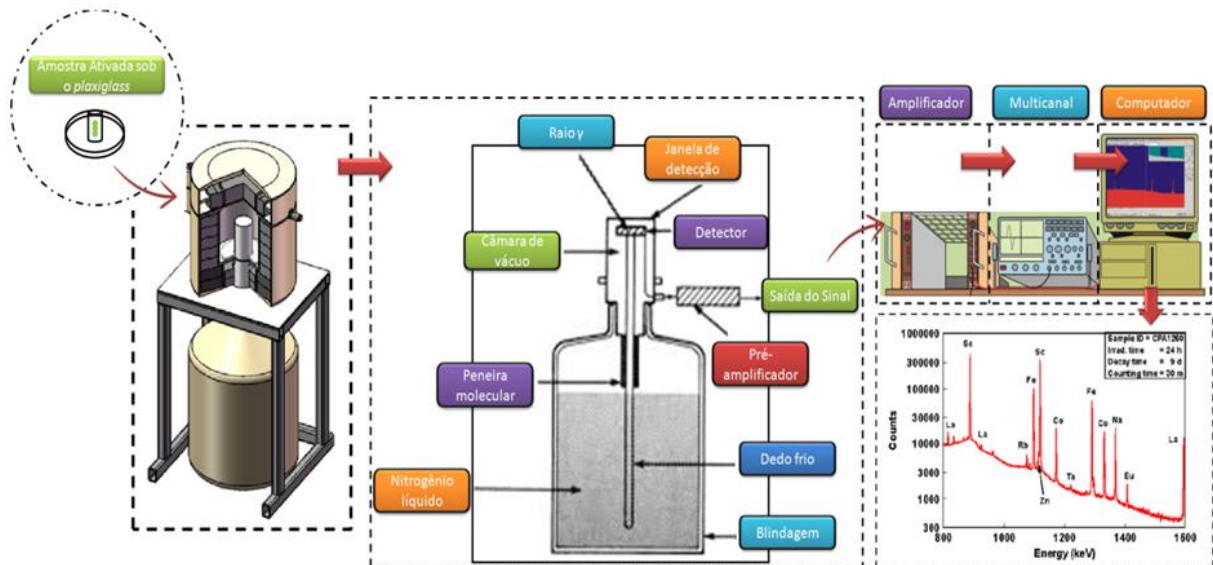 Amostra Ativada sob
o plaxiglass
Raio γ
Janela de
detecção
Câmara de
vácuo
Detector
Saída do Sinal
Pré-
amplificador
Peneira
molecular
Nitrogênio
líquido
Dedo frio
Blindagem
Amplificador
Multicanal
Computador
Sample ID = CPA1260
Irrad. time = 24 h
Decay time = 9 d
Counting time = 30 m
Counts
1000000
300000
100000
30000
10000
3000
1000
300
La
Sc
La
Rb
Fe
Sc
Zn
Co
Ta
Fe
Co
Na
Eu
La
800
1000
1200
1400
1600
Energy (keV)